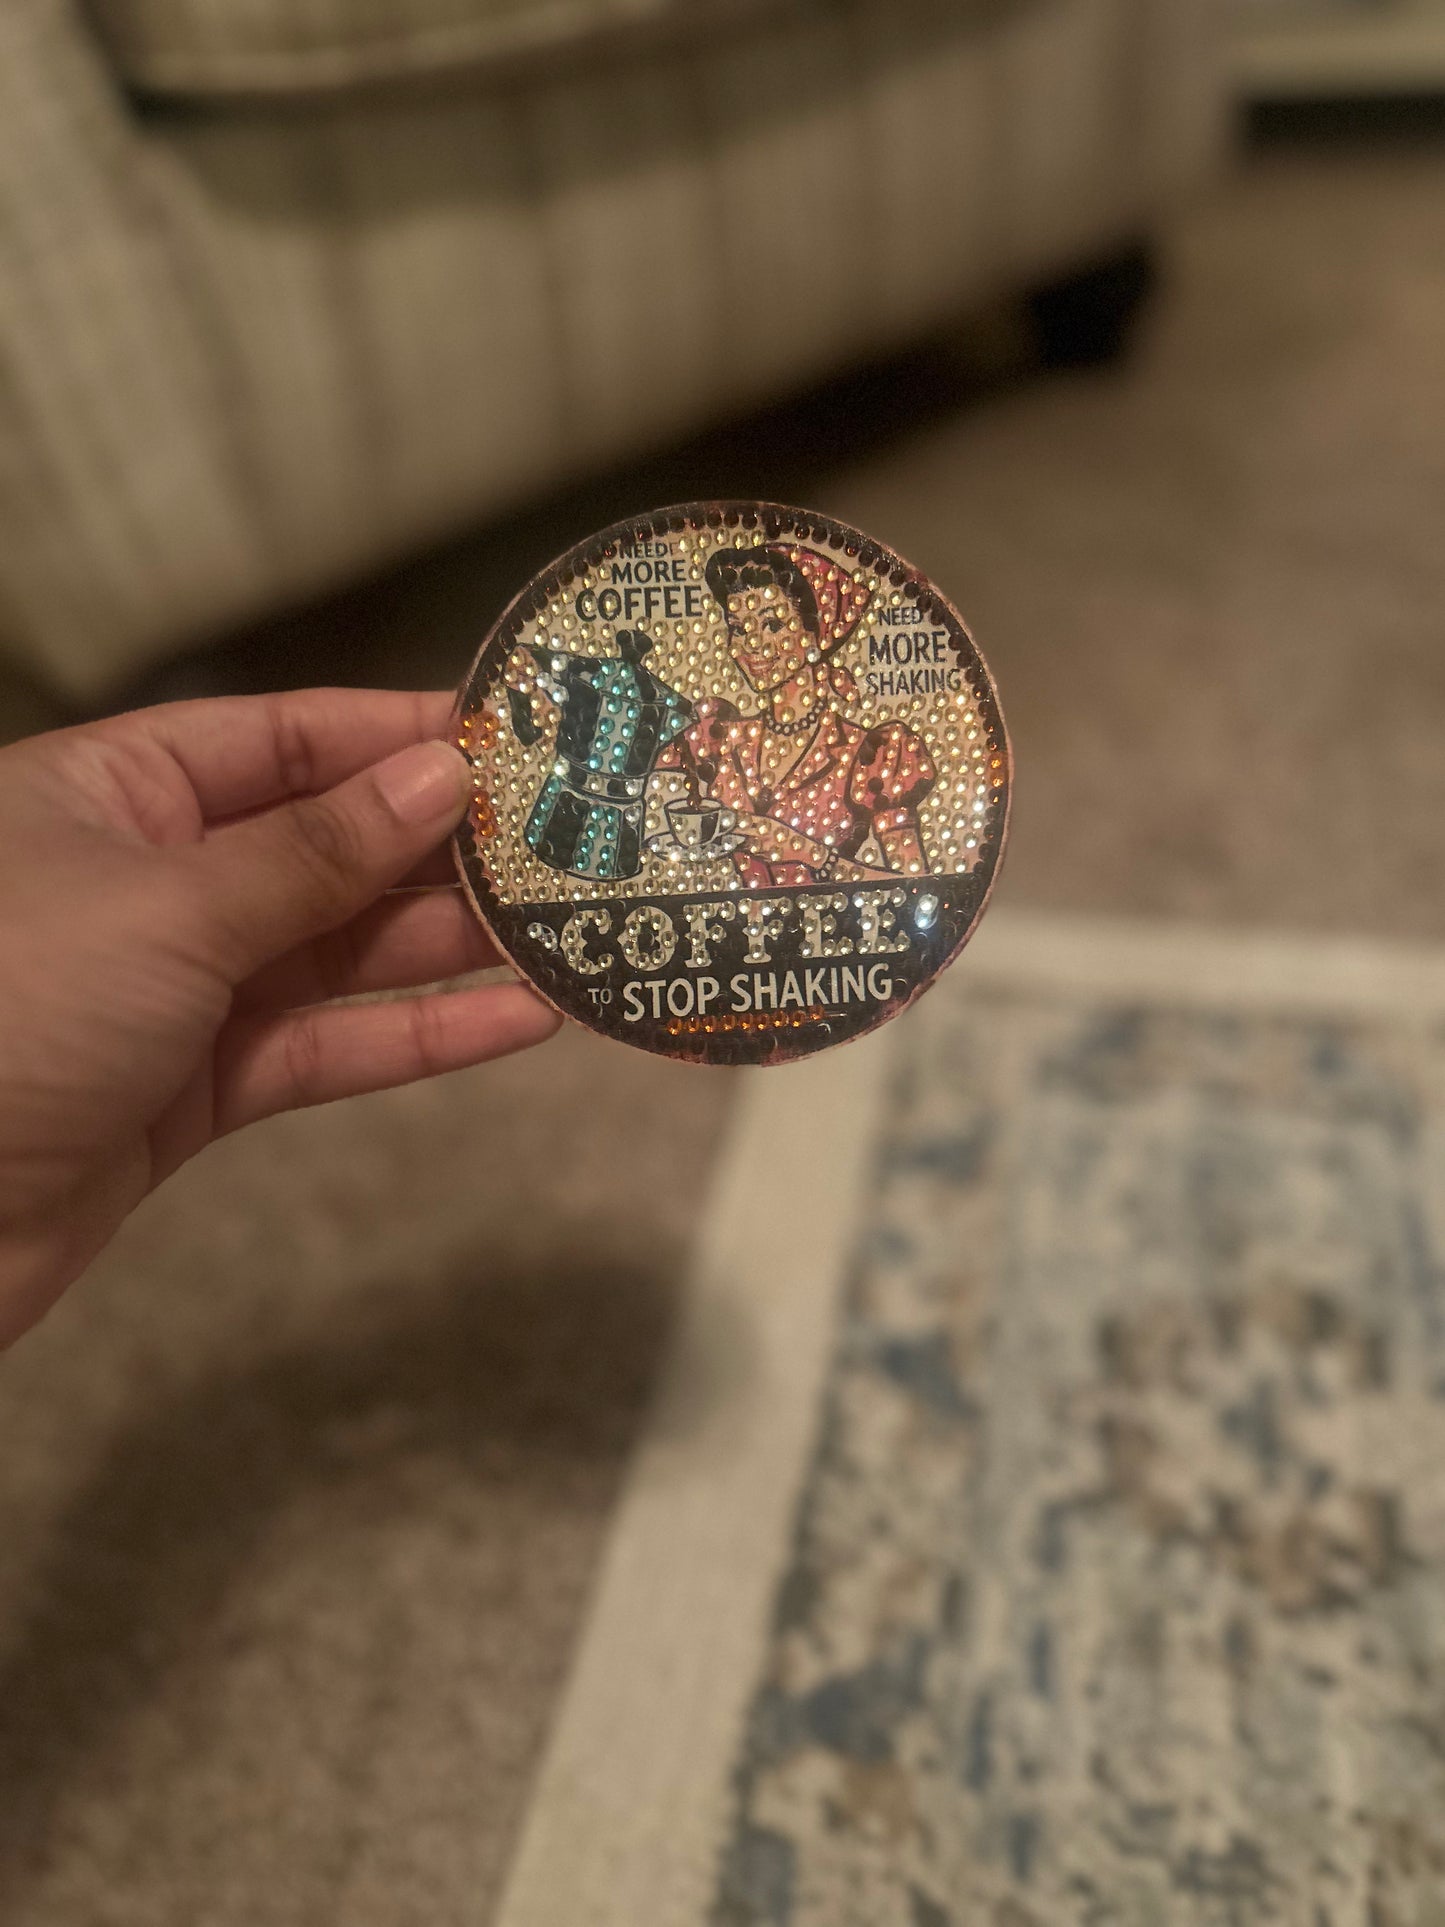 NEED
MORE
COFFEE
NEED
MORE
SHAKING
COFFEE
TO STOP SHAKING